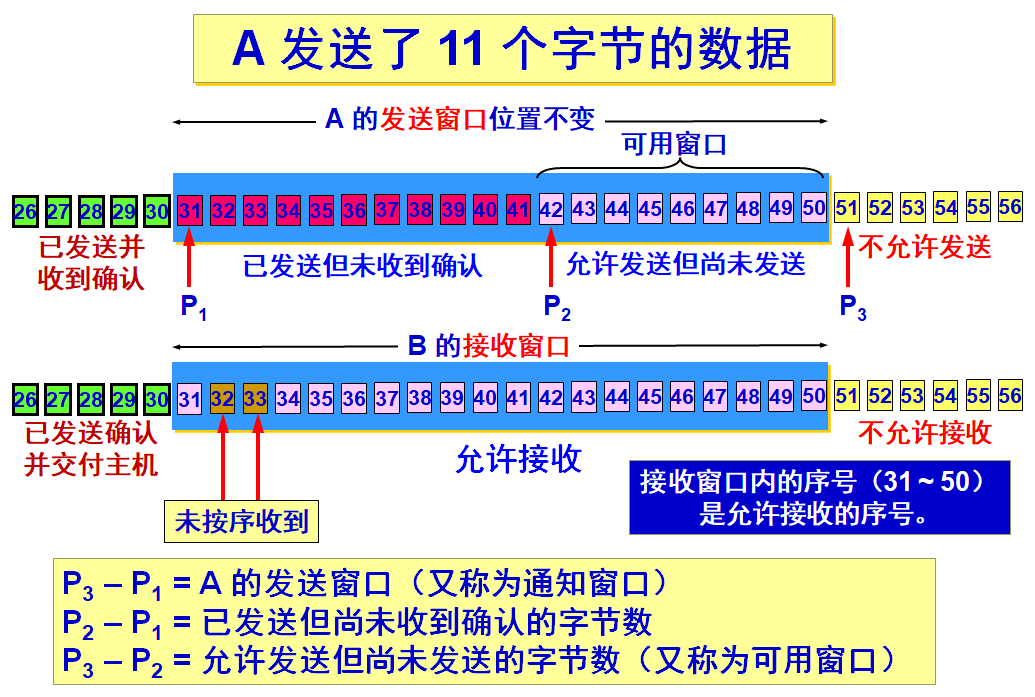 A 发送了 11 个字节的数据
A 的发送窗口位置不变
可用窗口
26 27 28 29 30 31 32 33 34 35 36 37 38 39 40 41 42 43 44 45 46 47 48 49 50 51 52 53 54 55 56
已发送并
收到确认
已发送但未收到确认
允许发送但尚未发送
不允许发送
P1
P2
P3
B 的接收窗口
26 27 28 29 30 31 32 33 34 35 36 37 38 39 40 41 42 43 44 45 46 47 48 49 50 51 52 53 54 55 56
已发送确认
并交付主机
允许接收
不允许接收
未按序收到
接收窗口内的序号（31 ~ 50）
是允许接收的序号。
P3 – P1 = A 的发送窗口（又称为通知窗口）
P2 – P1 = 已发送但尚未收到确认的字节数
P3 – P2 = 允许发送但尚未发送的字节数（又称为可用窗口）